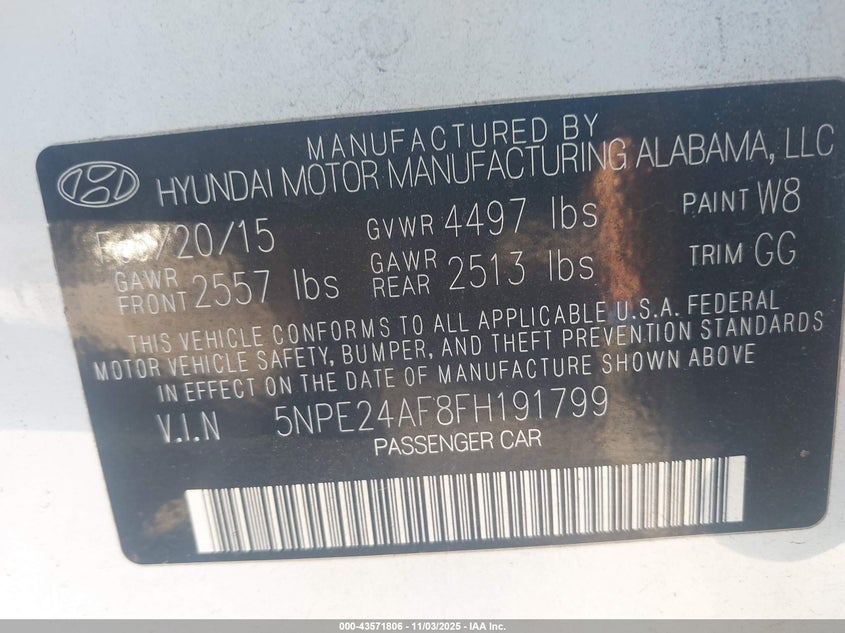 MANUFACTURED BY
HYUNDAI MOTOR MANUFACTURING ALABAMA, LLC
/20/15 GVWR 4497 lbs PAINT W8
GAWR FRONT 2557 lbs GAWR REAR 2513 lbs TRIM GG
THIS VEHICLE CONFORMS TO ALL APPLICABLE U.S.A. FEDERAL
MOTOR VEHICLE SAFETY, BUMPER, AND THEFT PREVENTION STANDARDS
IN EFFECT ON THE DATE OF MANUFACTURE SHOWN ABOVE
V.I.N 5NPE24AF8FH191799
PASSENGER CAR
000-43571806 - 11/03/2025 - IAA Inc.